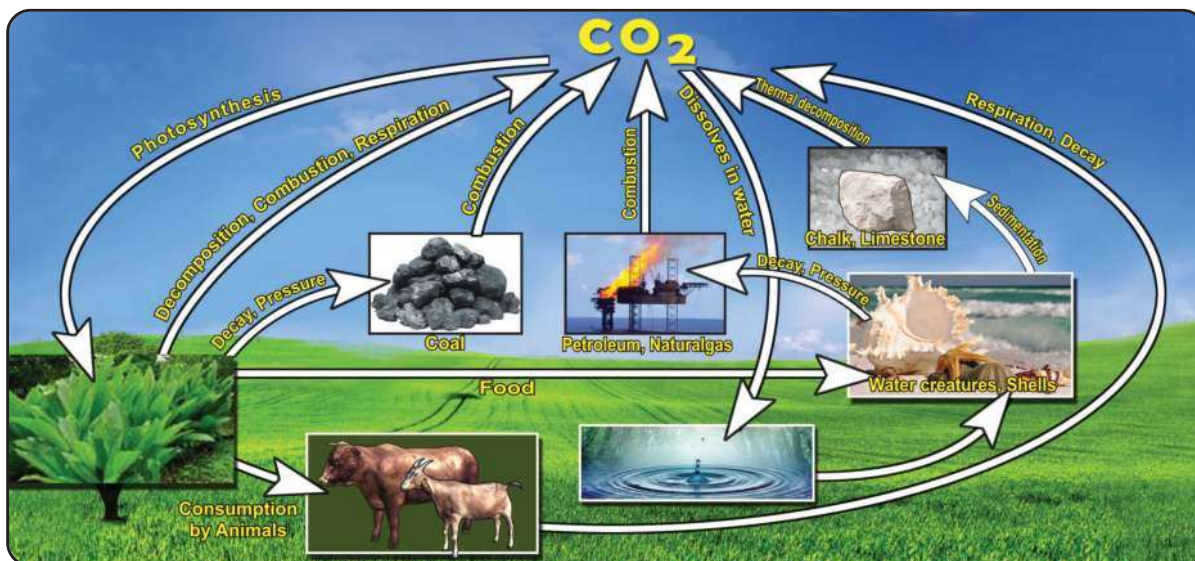 CO2
Photosynthesis
Decomposition, Combustion, Respiration
Combustion
Combustion
Dissolves in water
Thermal decomposition
Respiration, Decay
Chalk, Limestone
Sedimentation
Decay, Pressure
Coal
Petroleum, Naturalgas
Decay, Pressure
Water creatures, Shells
Food
Consumption
by Animals